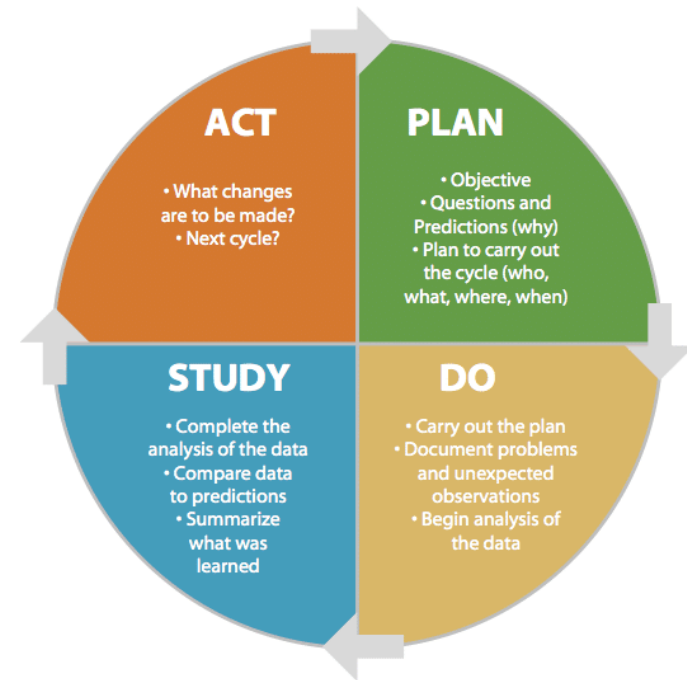 ACT
• What changes
are to be made?
• Next cycle?
PLAN
• Objective
• Questions and
Predictions (why)
• Plan to carry out
the cycle (who,
what, where, when)
STUDY
• Complete the
analysis of the data
• Compare data
to predictions
• Summarize
what was
learned
DO
• Carry out the plan
• Document problems
and unexpected
observations
• Begin analysis of
the data